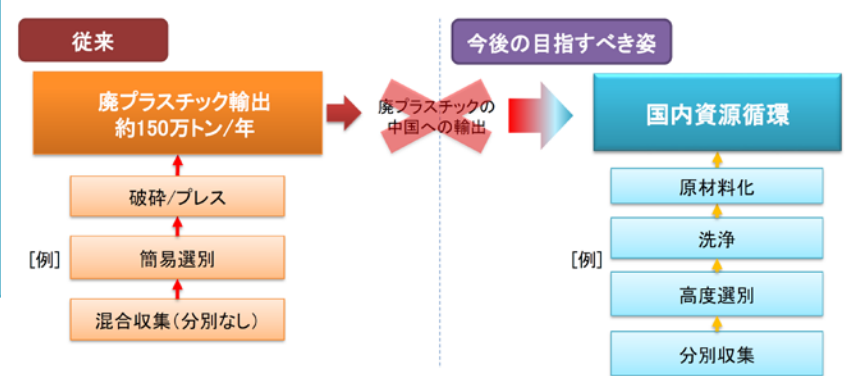 従来
廃プラスチック輸出
約150万トン/年
破砕/プレス
[例]
簡易選別
混合収集(分別なし)
廃プラスチックの
中国への輸出
今後の目指すべき姿
国内資源循環
原材料化
洗浄
[例]
高度選別
分別収集